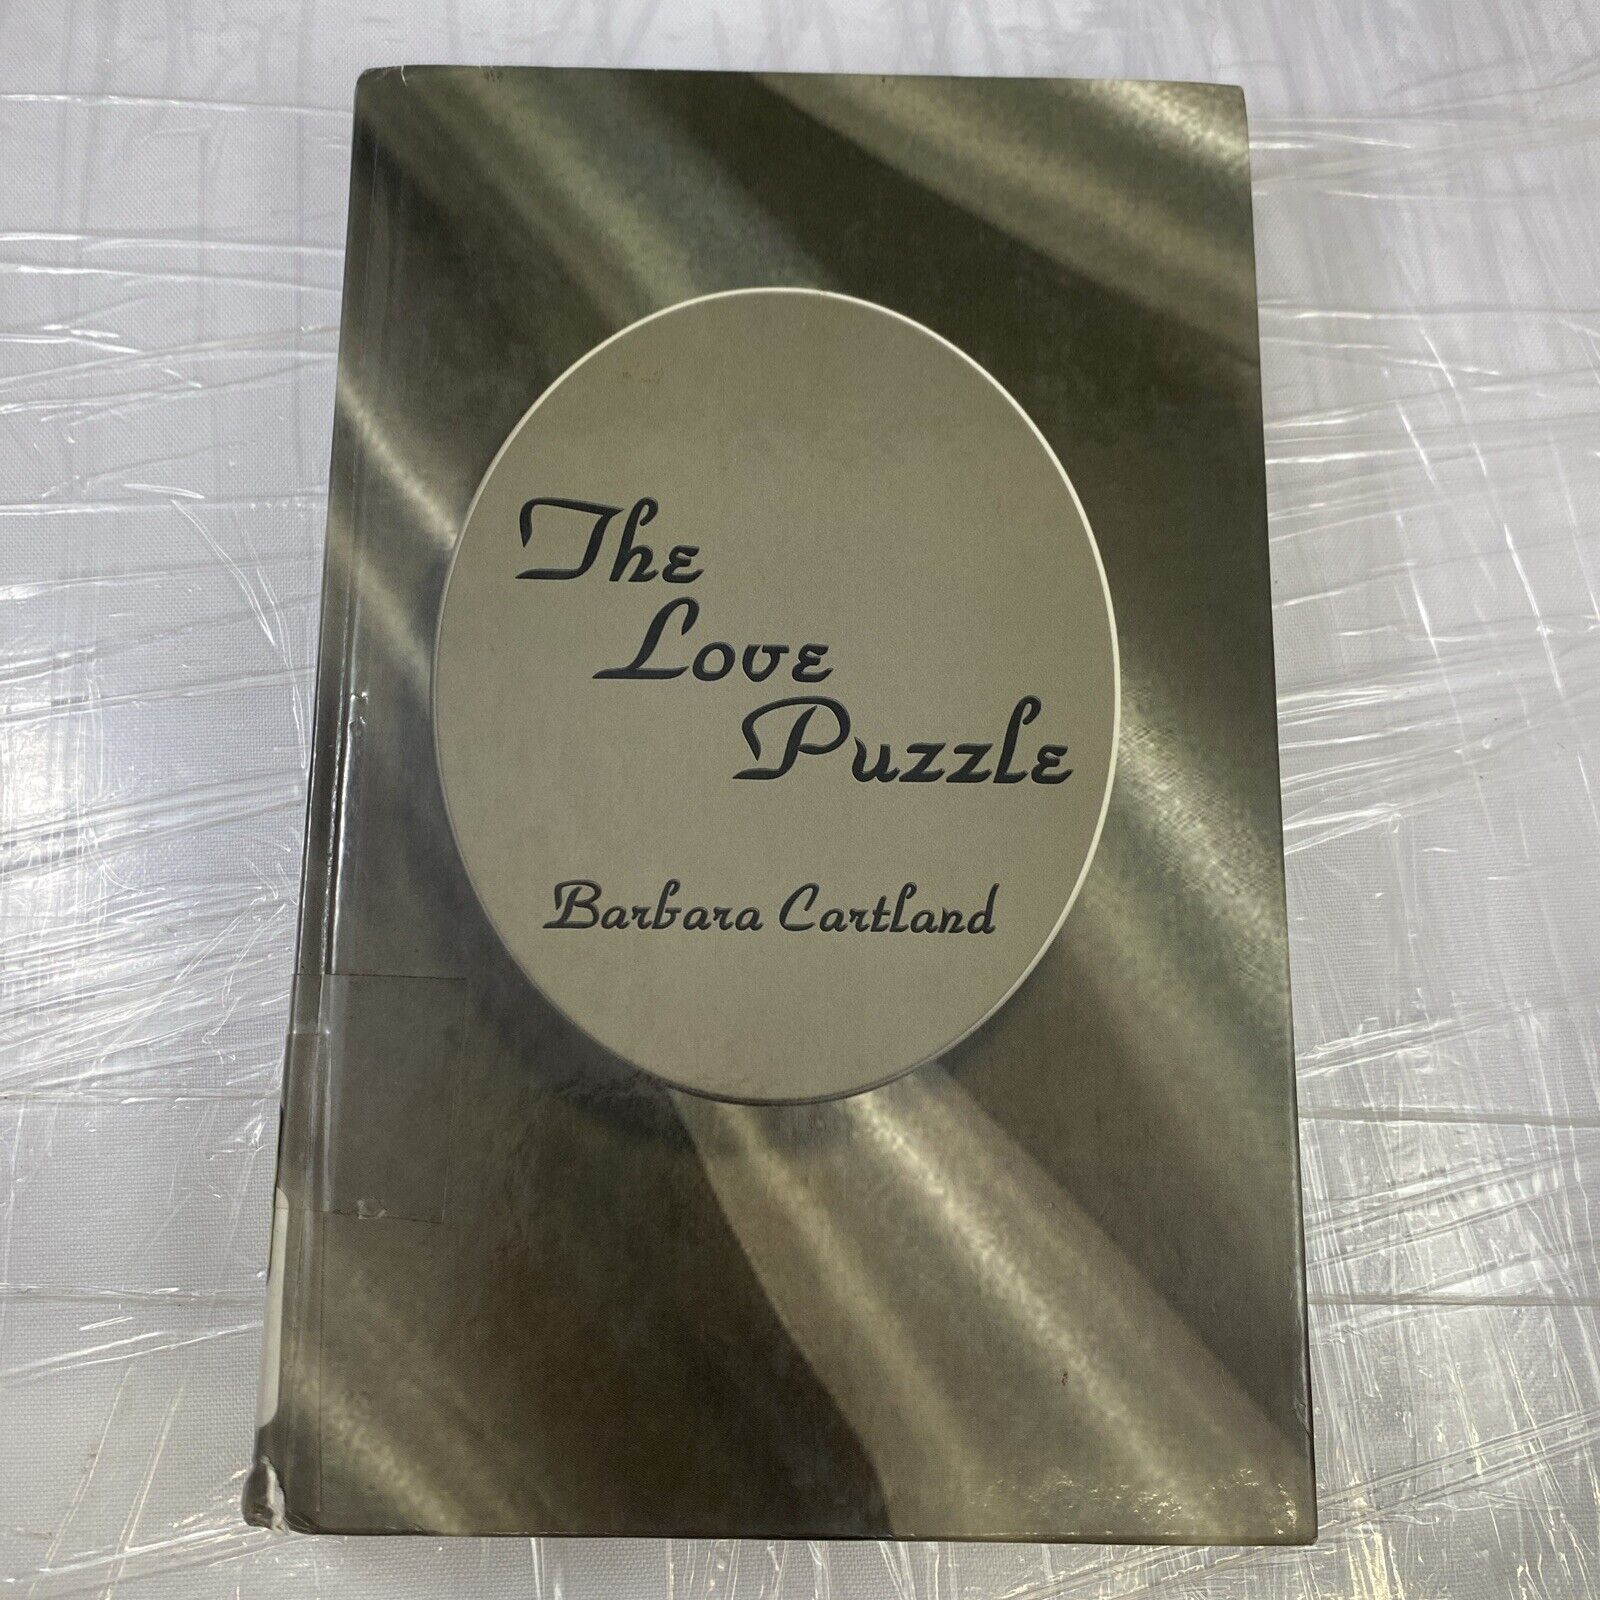 The
Love
Puzzle
Barbara Cartland